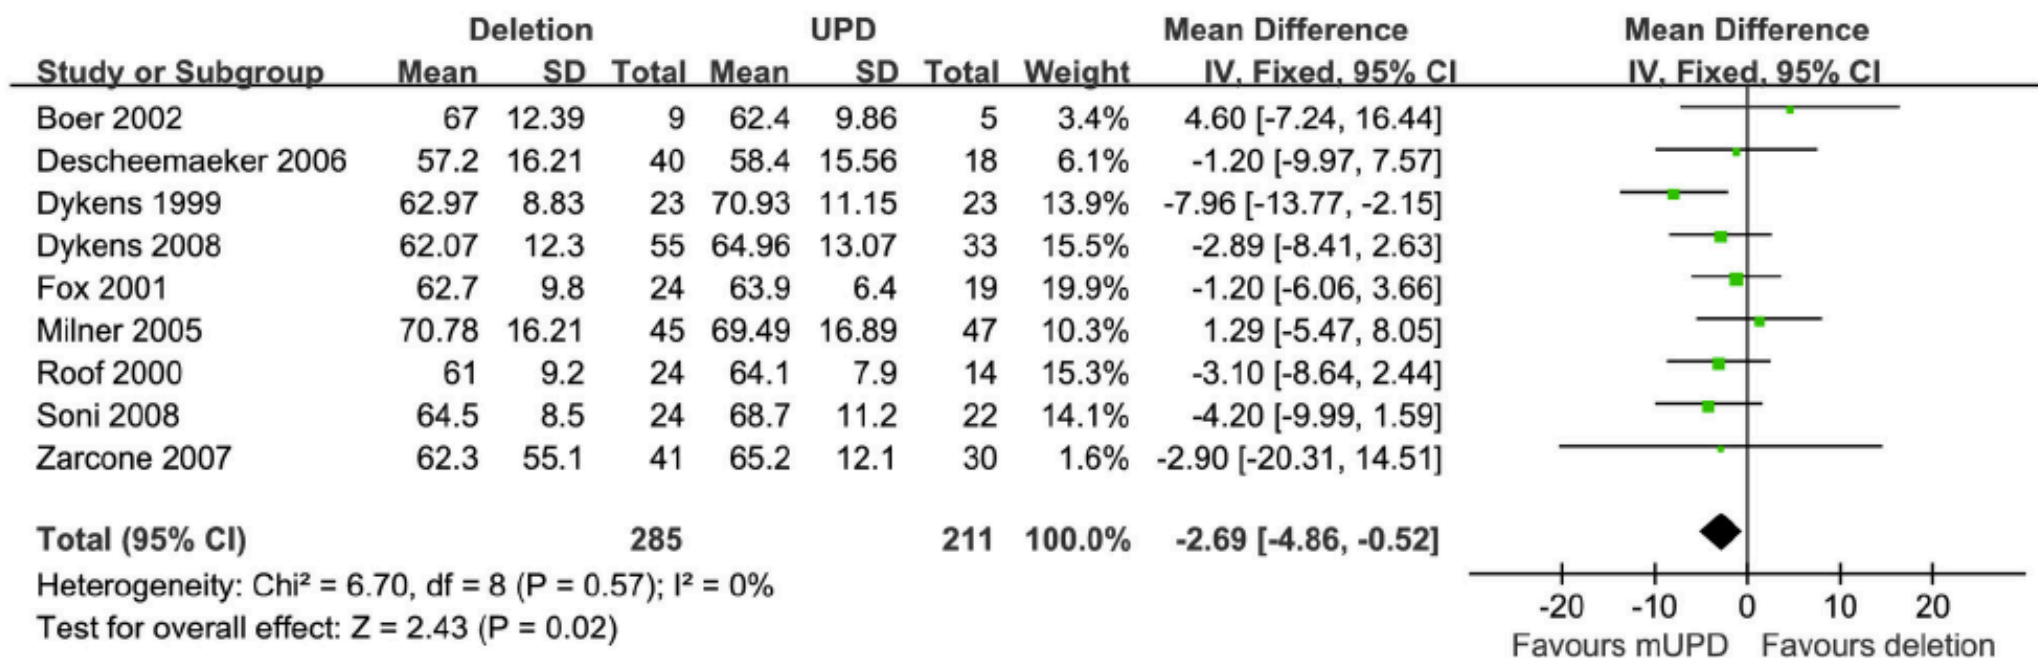 Deletion UPD Mean Difference Mean Difference
Study or Subgroup Mean SD Total Mean SD Total Weight IV, Fixed, 95% CI IV, Fixed, 95% CI
Boer 2002 67 12.39 9 62.4 9.86 5 3.4% 4.60 [-7.24, 16.44]
Descheemaeker 2006 57.2 16.21 40 58.4 15.56 18 6.1% -1.20 [-9.97, 7.57]
Dykens 1999 62.97 8.83 23 70.93 11.15 23 13.9% -7.96 [-13.77, -2.15]
Dykens 2008 62.07 12.3 55 64.96 13.07 33 15.5% -2.89 [-8.41, 2.63]
Fox 2001 62.7 9.8 24 63.9 6.4 19 19.9% -1.20 [-6.06, 3.66]
Milner 2005 70.78 16.21 45 69.49 16.89 47 10.3% 1.29 [-5.47, 8.05]
Roof 2000 61 9.2 24 64.1 7.9 14 15.3% -3.10 [-8.64, 2.44]
Soni 2008 64.5 8.5 24 68.7 11.2 22 14.1% -4.20 [-9.99, 1.59]
Zarcone 2007 62.3 55.1 41 65.2 12.1 30 1.6% -2.90 [-20.31, 14.51]
Total (95% CI) 285 211 100.0% -2.69 [-4.86, -0.52]
Heterogeneity: Chi² = 6.70, df = 8 (P = 0.57); I² = 0%
Test for overall effect: Z = 2.43 (P = 0.02)
-20 -10 0 10 20
Favours mUPD Favours deletion